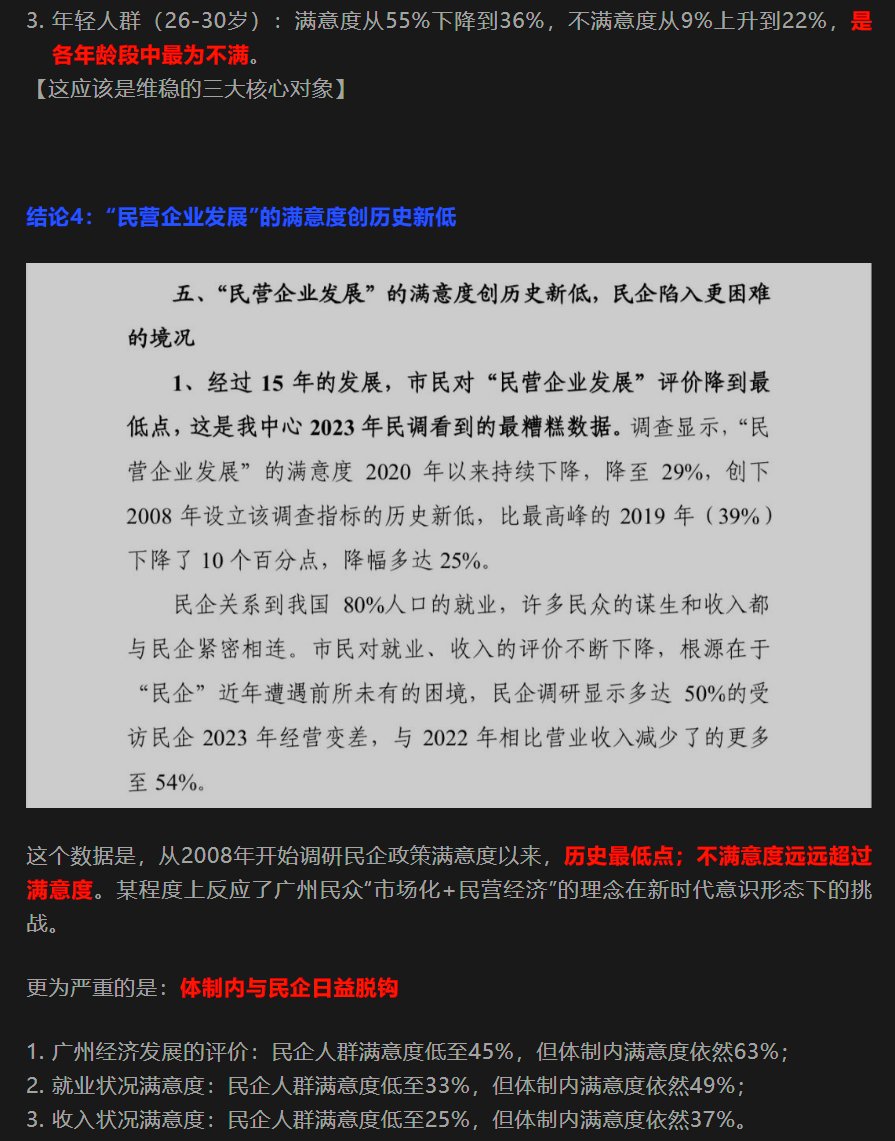 3. 年轻人群（26-30岁）：满意度从55%下降到36%，不满意度从9%上升到22%，是
各年龄段中最为不满。
【这应该是维稳的三大核心对象】
结论4：“民营企业发展”的满意度创历史新低
五、“民营企业发展”的满意度创历史新低，民企陷入更困难
的境况
1、经过 15 年的发展，市民对“民营企业发展”评价降到最
低点，这是我中心 2023 年民调看到的最糟糕数据。调查显示，“民
营企业发展”的满意度 2020 年以来持续下降，降至 29%，创下
2008 年设立该调查指标的历史新低，比最高峰的 2019 年（39%）
下降了 10 个百分点，降幅多达 25%。
民企关系到我国 80%人口的就业，许多民众的谋生和收入都
与民企紧密相连。市民对就业、收入的评价不断下降，根源在于
“民企”近年遭遇前所未有的困境，民企调研显示多达 50%的受
访民企 2023 年经营变差，与 2022 年相比营业收入减少了的更多
至 54%。
这个数据是，从2008年开始调研民企政策满意度以来，历史最低点；不满意度远远超过
满意度。某程度上反应了广州民众“市场化+民营经济”的理念在新时代意识形态下的挑
战。
更为严重的是：体制内与民企日益脱钩
1. 广州经济发展的评价：民企人群满意度低至45%，但体制内满意度依然63%；
2. 就业状况满意度：民企人群满意度低至33%，但体制内满意度依然49%；
3. 收入状况满意度：民企人群满意度低至25%，但体制内满意度依然37%。